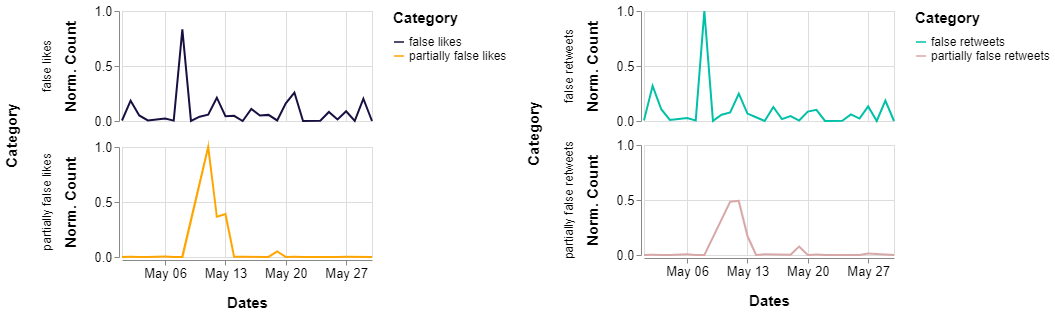 Category
false likes
Norm. Count
1.0
0.5
0.0
partially false likes
Norm. Count
1.0
0.5
0.0
May 06
May 13
May 20
May 27
Dates
Category
false likes
partially false likes
Category
false retweets
Norm. Count
1.0
0.5
0.0
partially false retweets
Norm. Count
1.0
0.5
0.0
May 06
May 13
May 20
May 27
Dates
Category
false retweets
partially false retweets